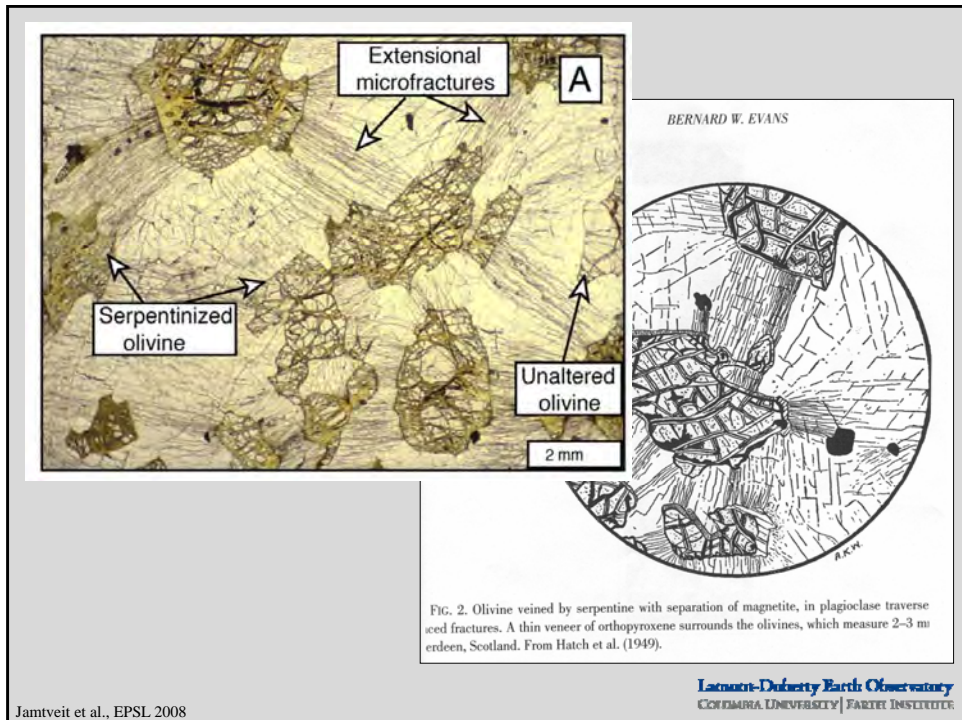 Extensional
microfractures
A
Serpentinized
olivine
Unaltered
olivine
2 mm
BERNARD W. EVANS
A.K.W.
FIG. 2. Olivine veined by serpentine with separation of magnetite, in plagioclase traverse
ced fractures. A thin veneer of orthopyroxene surrounds the olivines, which measure 2–3 m
erdeen, Scotland. From Hatch et al. (1949).
Lamont-Doherty Earth Observatory
COLUMBIA UNIVERSITY | EARTH INSTITUTE
Jamtveit et al., EPSL 2008